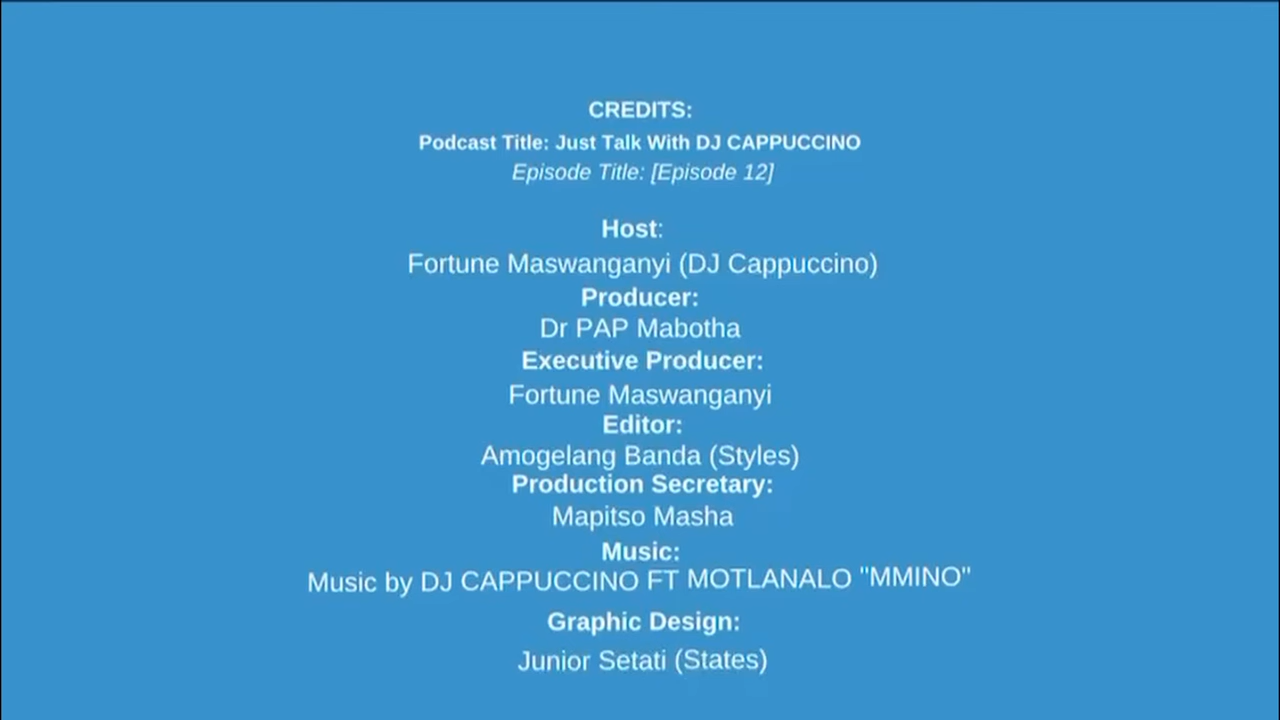 CREDITS:
Podcast Title: Just Talk With DJ CAPPUCCINO
Episode Title: [Episode 12]
Host:
Fortune Maswanganyi (DJ Cappuccino)
Producer:
Dr PAP Mabotha
Executive Producer:
Fortune Maswanganyi
Editor:
Amogelang Banda (Styles)
Production Secretary:
Mapitso Masha
Music:
Music by DJ CAPPUCCINO FT MOTLANALO "MMINO"
Graphic Design:
Junior Setati (States)